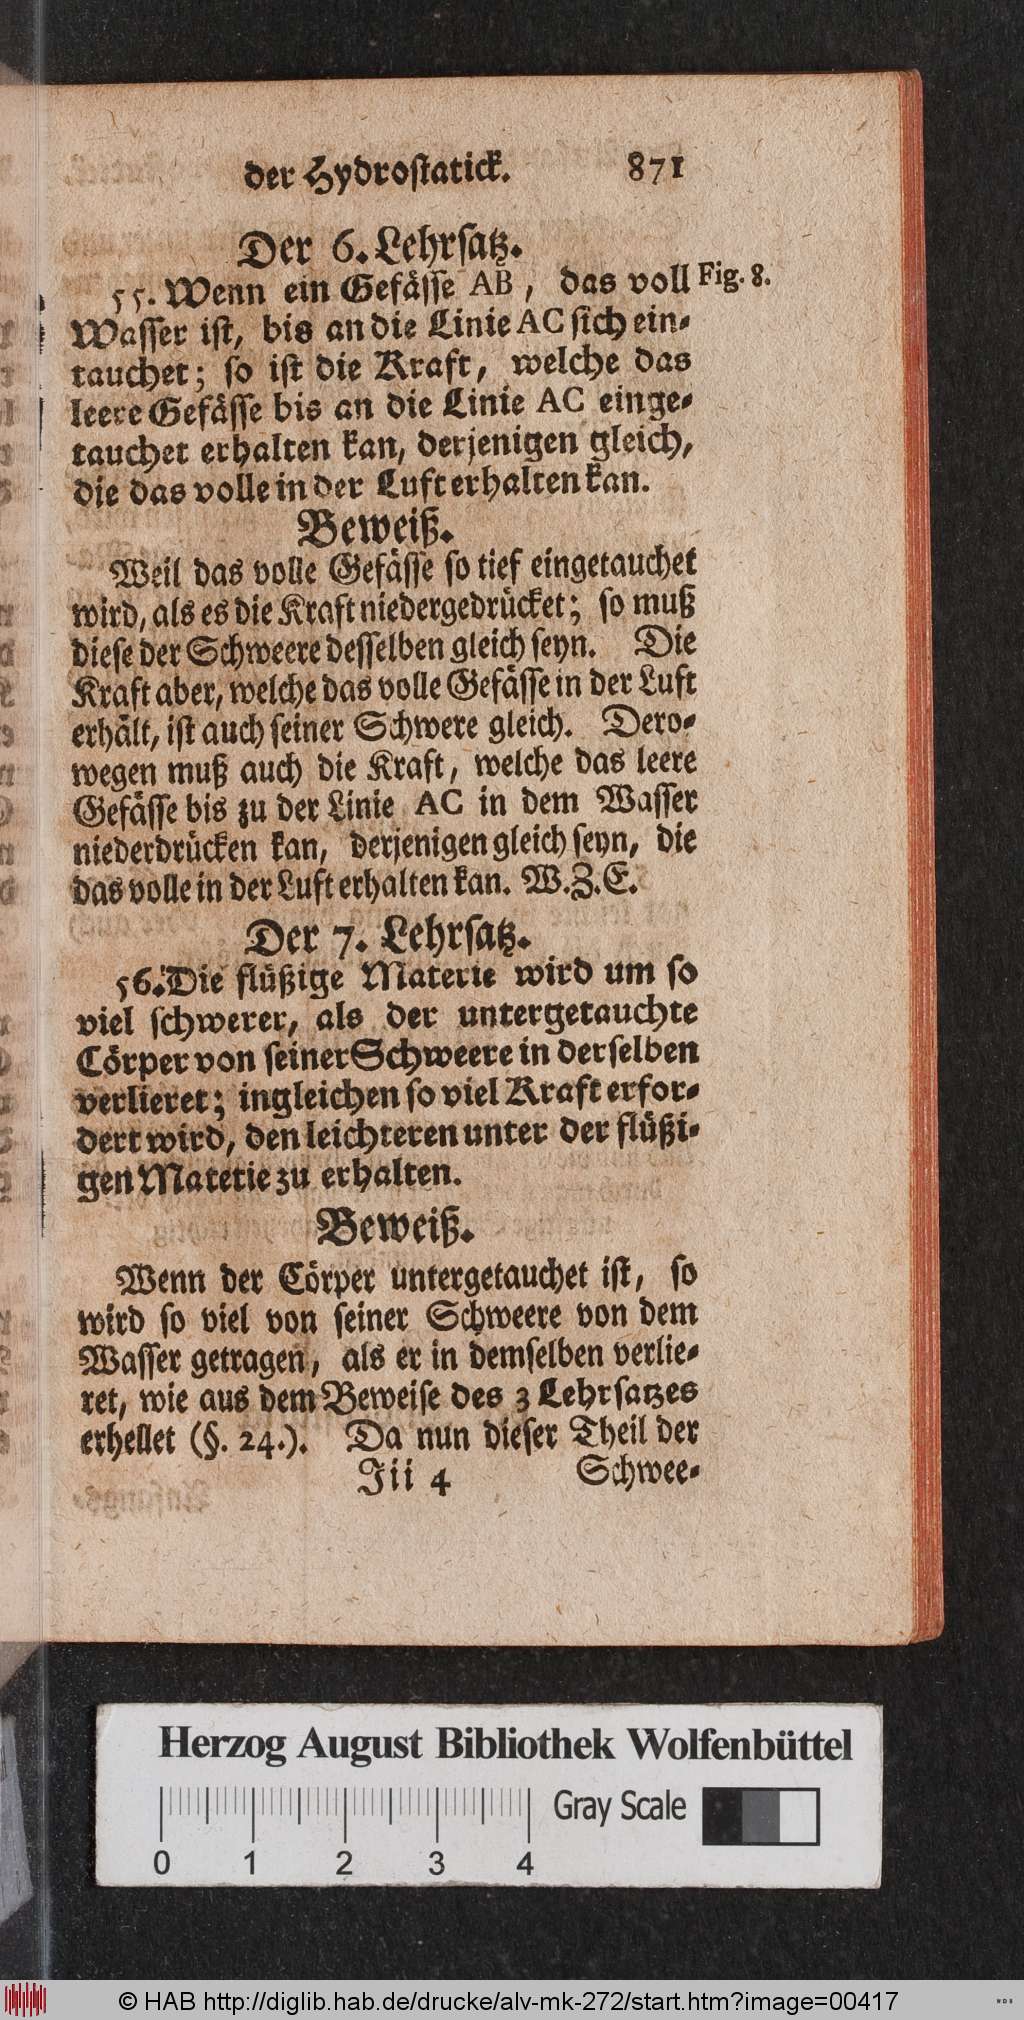 der Hydrostatick. 871
Der 6. Lehrsatz.
55. Wenn ein Gefässe AB, das voll Fig. 8.
Wasser ist, bis an die Linie AC sich ein-
tauchet; so ist die Kraft, welche das
leere Gefässe bis an die Linie AC einge-
tauchet erhalten kan, derjenigen gleich,
die das volle in der Luft erhalten kan.
Beweiß.
Weil das volle Gefässe so tief eingetauchet
wird, als es die Kraft niedergedrücket; so muß
diese der Schweere desselben gleich seyn. Die
Kraft aber, welche das volle Gefässe in der Luft
erhält, ist auch seiner Schwere gleich. Dero-
wegen muß auch die Kraft, welche das leere
Gefässe bis zu der Linie AC in dem Wasser
niederdrücken kan, derjenigen gleich seyn, die
das volle in der Luft erhalten kan. W.Z.E.
Der 7. Lehrsatz.
56. Die flüßige Materie wird um so
viel schwerer, als der untergetauchte
Cörper von seiner Schweere in derselben
verlieret; ingleichen so viel Kraft erfor-
dert wird, den leichteren unter der flüßi-
gen Materie zu erhalten.
Beweiß.
Wenn der Cörper untergetauchet ist, so
wird so viel von seiner Schweere von dem
Wasser getragen, als er in demselben verlie-
ret, wie aus dem Beweise des 3 Lehrsatzes
erhellet (§. 24.). Da nun dieser Theil der
Jii 4 Schwee-
Herzog August Bibliothek Wolfenbüttel
Gray Scale
0 1 2 3 4
© HAB http://diglib.hab.de/drucke/alv-mk-272/start.htm?image=00417